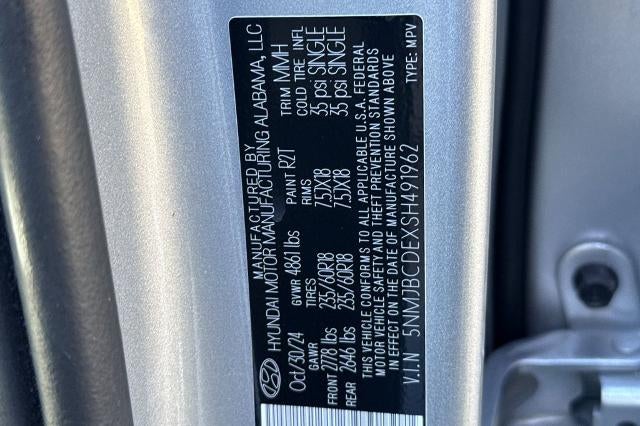 MANUFACTURED BY
HYUNDAI MOTOR MANUFACTURING ALABAMA, LLC
Oct/30/24 GVWR 4861 lbs PAINT R2T TRIM MMH
GAWR TIRES RIMS COLD TIRE INFL
FRONT 2778 lbs 235/60R18 7.5JX18 35 psi SINGLE
REAR 2646 lbs 235/60R18 7.5JX18 35 psi SINGLE
THIS VEHICLE CONFORMS TO ALL APPLICABLE U.S.A. FEDERAL
MOTOR VEHICLE SAFETY AND THEFT PREVENTION STANDARDS
IN EFFECT ON THE DATE OF MANUFACTURE SHOWN ABOVE
V.I.N 5NMJBCDEXSH491962 TYPE: MPV